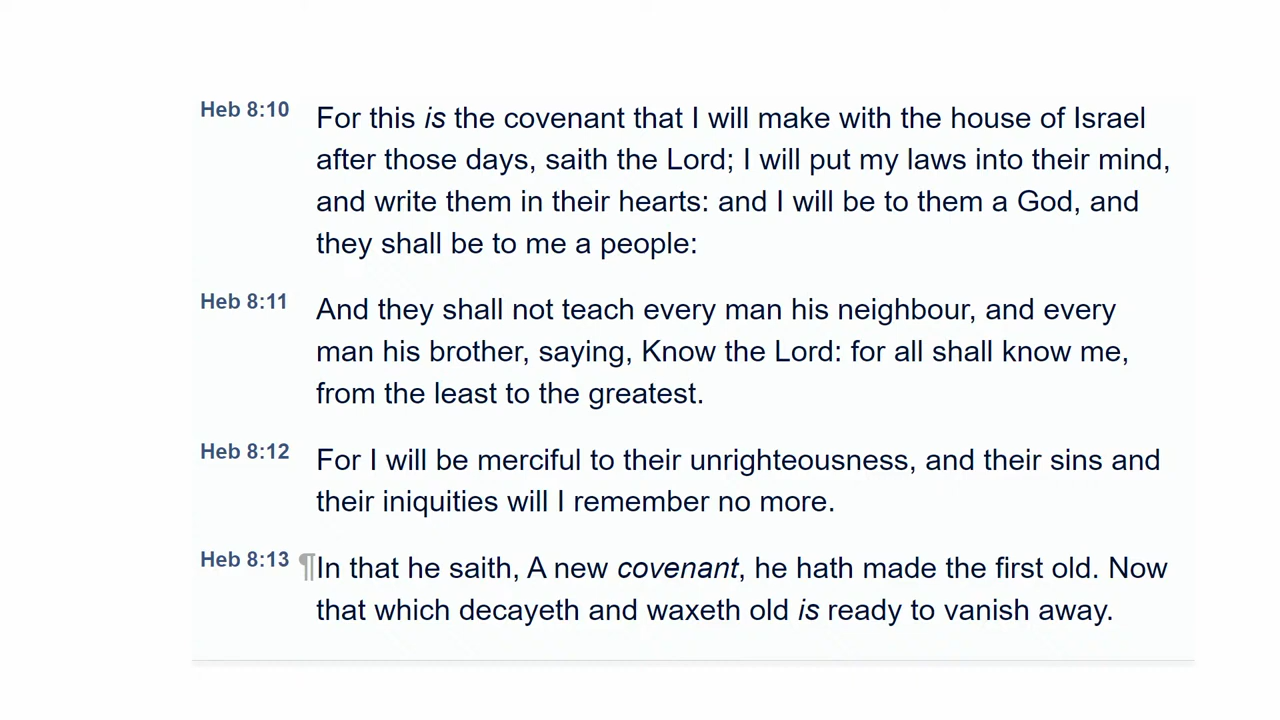 Heb 8:10 For this is the covenant that I will make with the house of Israel
after those days, saith the Lord; I will put my laws into their mind,
and write them in their hearts: and I will be to them a God, and
they shall be to me a people:
Heb 8:11 And they shall not teach every man his neighbour, and every
man his brother, saying, Know the Lord: for all shall know me,
from the least to the greatest.
Heb 8:12 For I will be merciful to their unrighteousness, and their sins and
their iniquities will I remember no more.
Heb 8:13 ¶In that he saith, A new covenant, he hath made the first old. Now
that which decayeth and waxeth old is ready to vanish away.